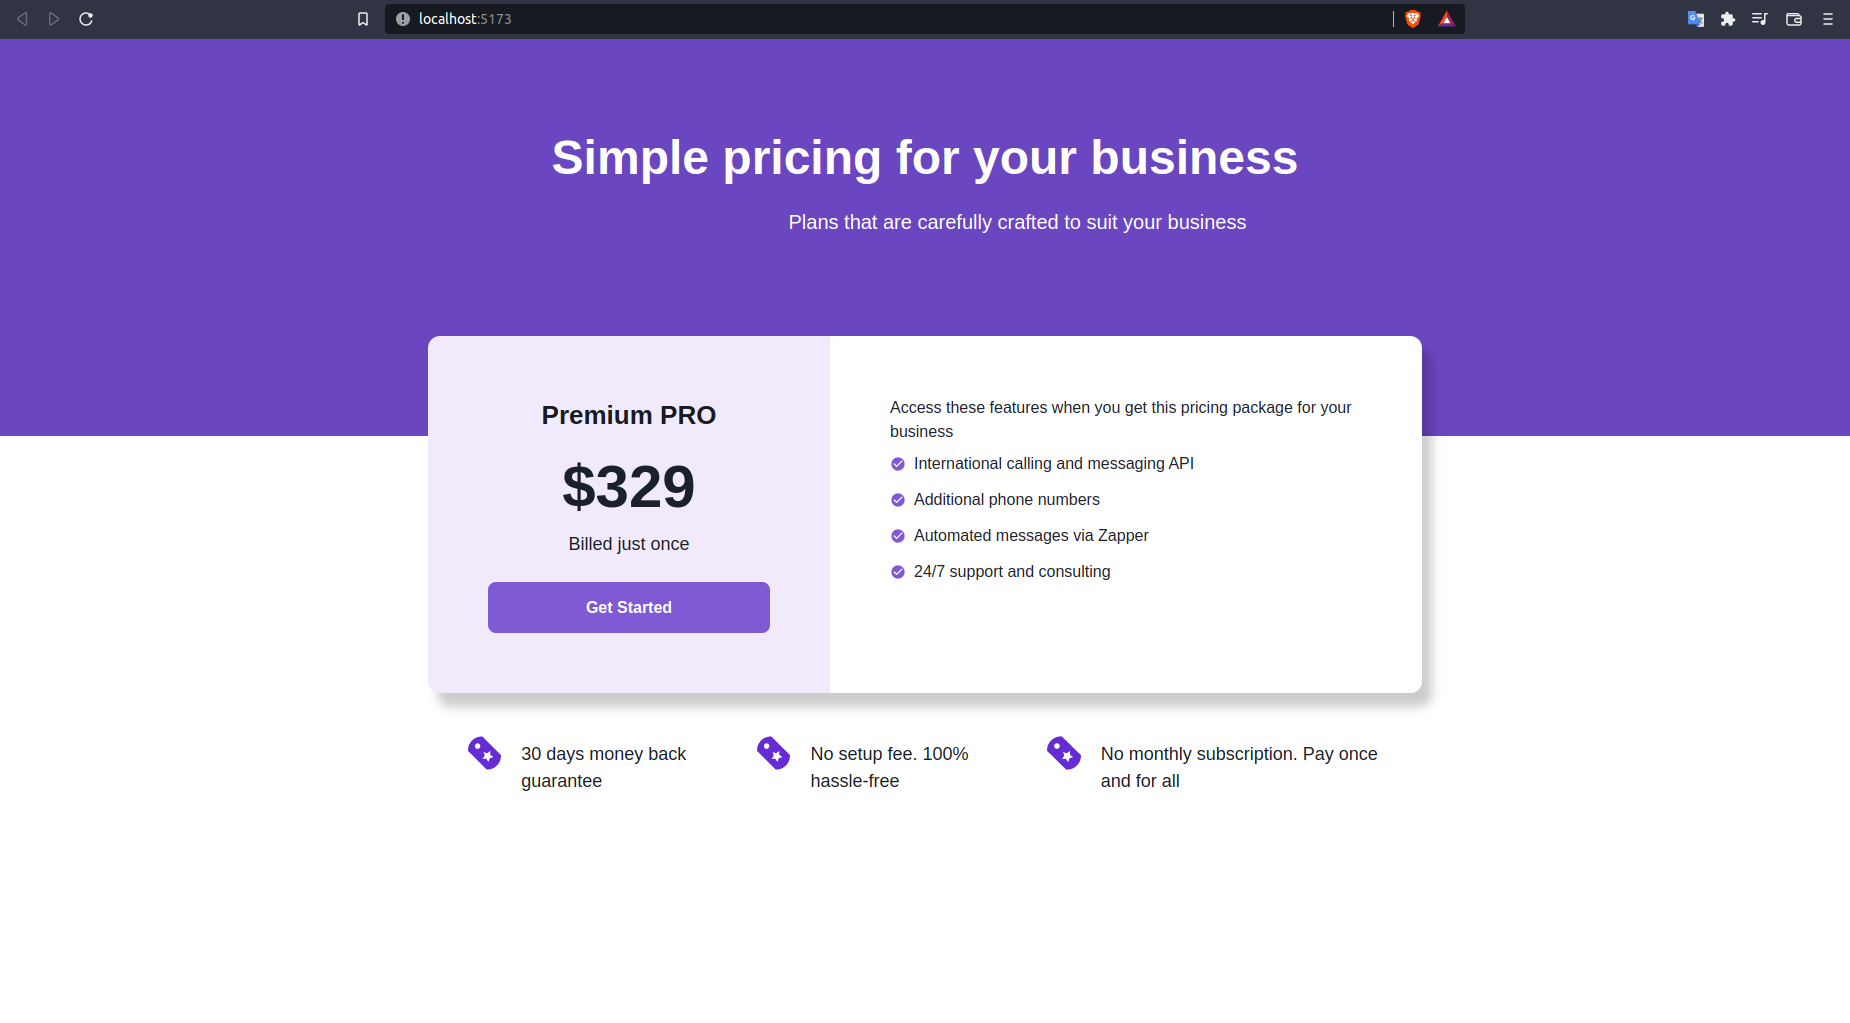 localhost:5173
Simple pricing for your business
Plans that are carefully crafted to suit your business
Premium PRO
$329
Billed just once
Get Started
Access these features when you get this pricing package for your
business
International calling and messaging API
Additional phone numbers
Automated messages via Zapper
24/7 support and consulting
30 days money back
guarantee
No setup fee. 100%
hassle-free
No monthly subscription. Pay once
and for all